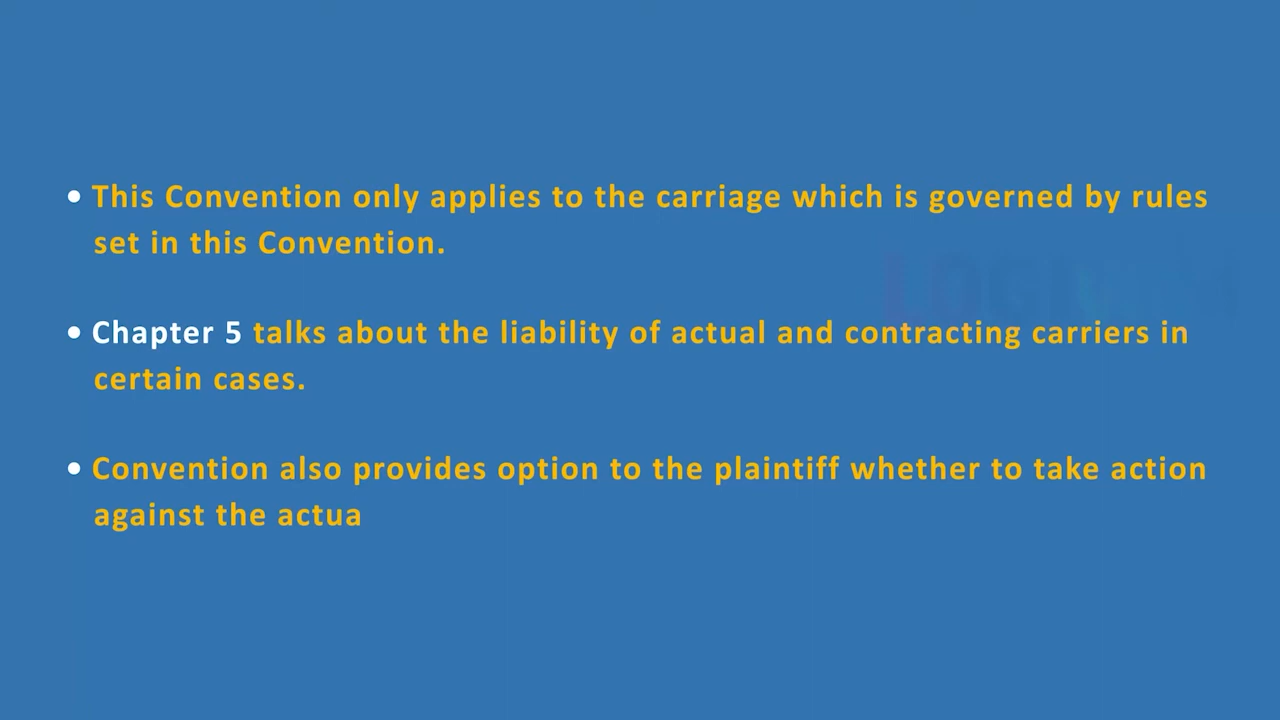 • This Convention only applies to the carriage which is governed by rules
set in this Convention.
• Chapter 5 talks about the liability of actual and contracting carriers in
certain cases.
• Convention also provides option to the plaintiff whether to take action
against the actua